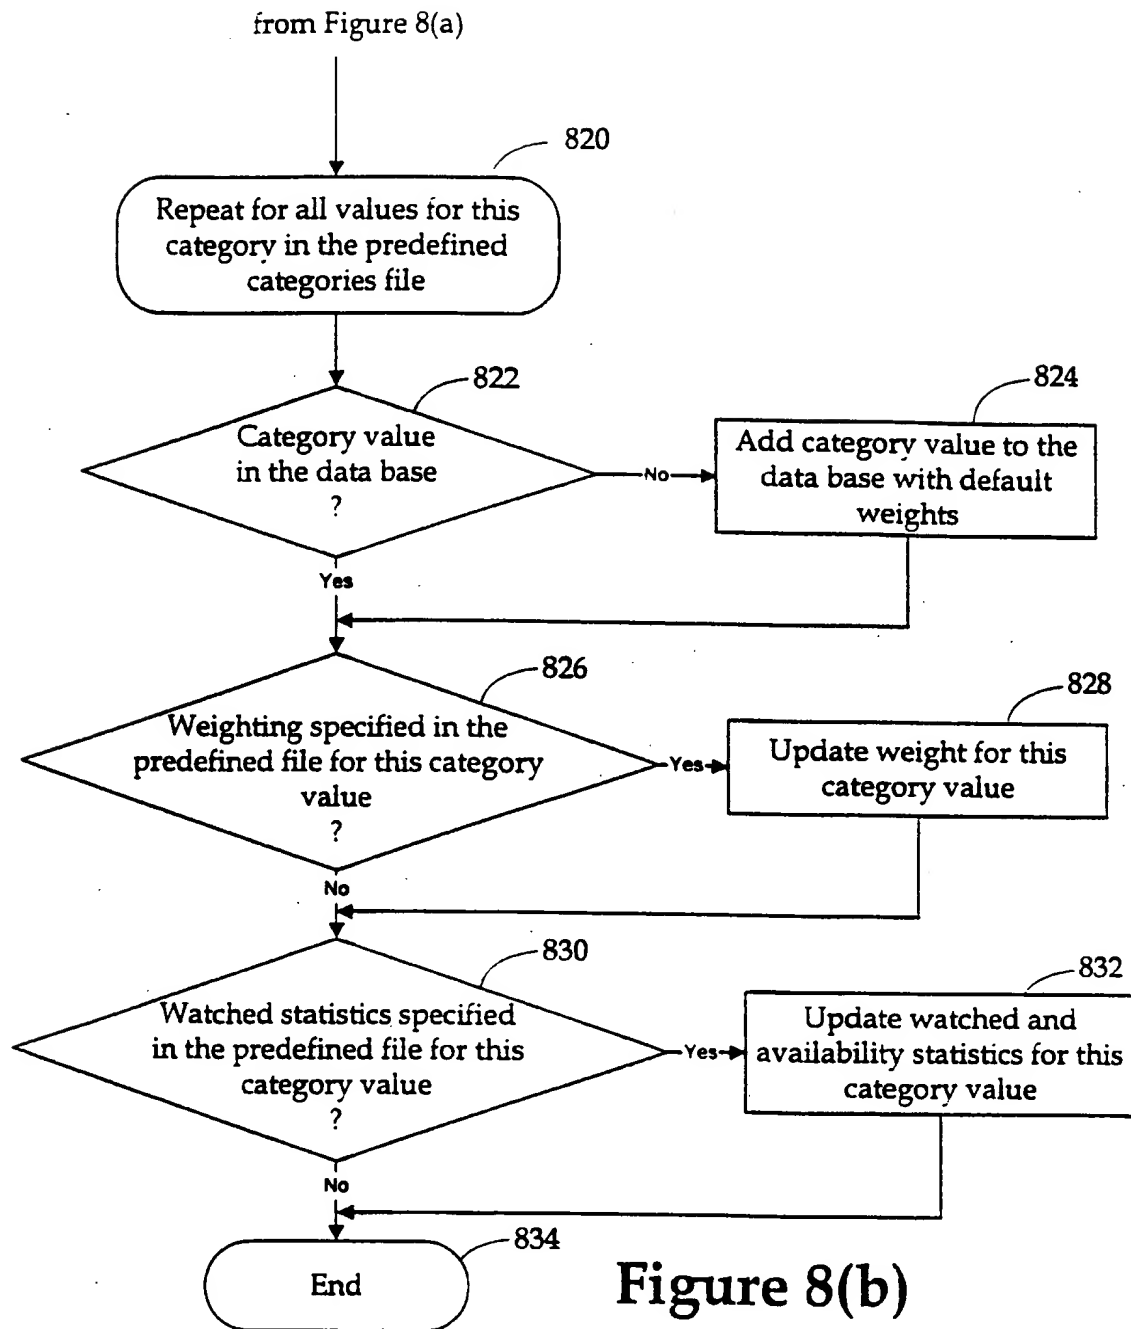 from Figure 8(a)
820
Repeat for all values for this
category in the predefined
categories file
822
Category value
in the data base
?
No
824
Add category value to the
data base with default
weights
Yes
826
Weighting specified in the
predefined file for this category
value
?
Yes
828
Update weight for this
category value
No
830
Watched statistics specified
in the predefined file for this
category value
?
Yes
832
Update watched and
availability statistics for this
category value
No
834
End
Figure 8(b)